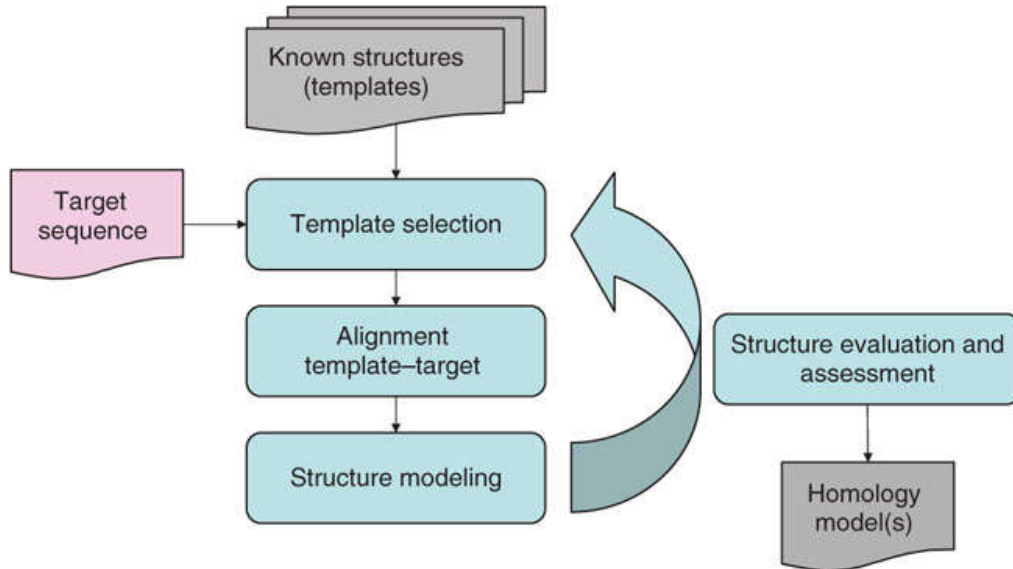 Known structures
(templates)
Target
sequence
Template selection
Alignment
template–target
Structure modeling
Structure evaluation and
assessment
Homology
model(s)